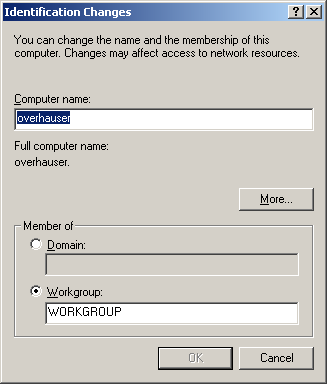 Identification Changes
You can change the name and the membership of this
computer. Changes may affect access to network resources.
Computer name:
overhauser
Full computer name:
overhauser.
More...
Member of
Domain:
Workgroup:
WORKGROUP
OK Cancel